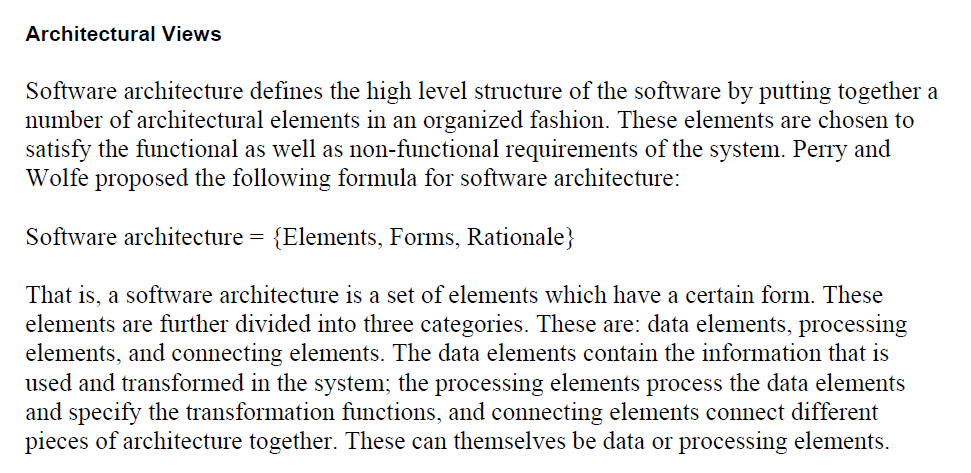 Architectural Views
Software architecture defines the high level structure of the software by putting together a
number of architectural elements in an organized fashion. These elements are chosen to
satisfy the functional as well as non-functional requirements of the system. Perry and
Wolfe proposed the following formula for software architecture:
Software architecture = {Elements, Forms, Rationale}
That is, a software architecture is a set of elements which have a certain form. These
elements are further divided into three categories. These are: data elements, processing
elements, and connecting elements. The data elements contain the information that is
used and transformed in the system; the processing elements process the data elements
and specify the transformation functions, and connecting elements connect different
pieces of architecture together. These can themselves be data or processing elements.